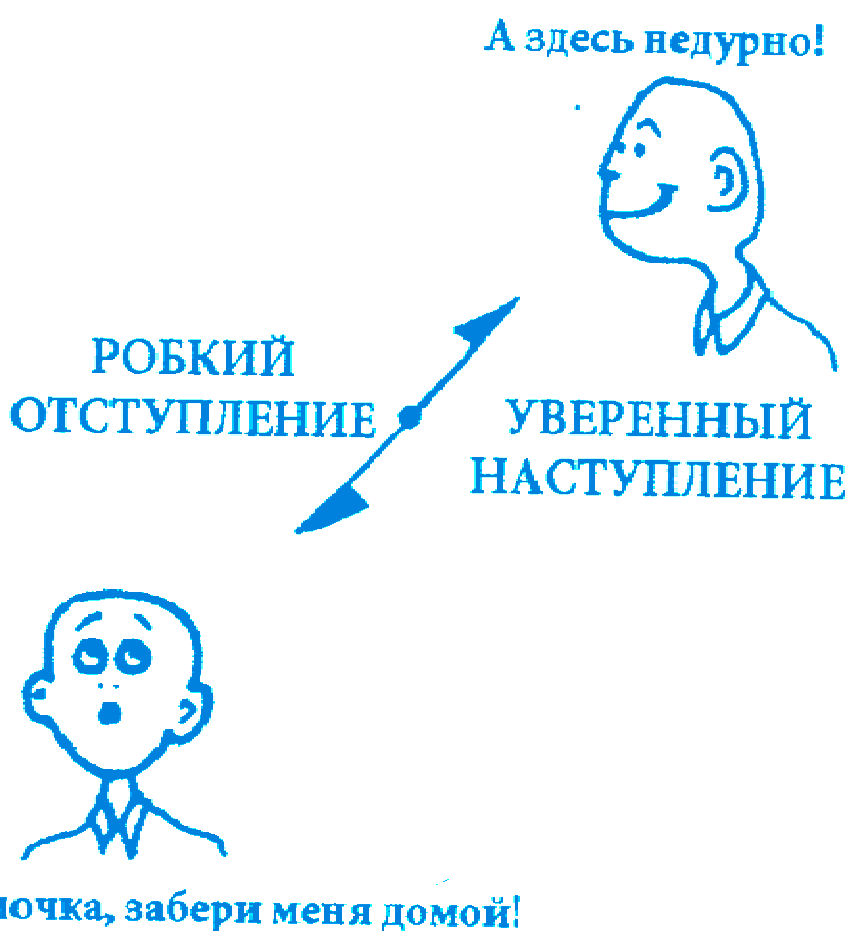 А здесь недурно!
РОБКИЙ
ОТСТУПЛЕНИЕ
УВЕРЕННЫЙ
НАСТУПЛЕНИЕ
забери меня домой!